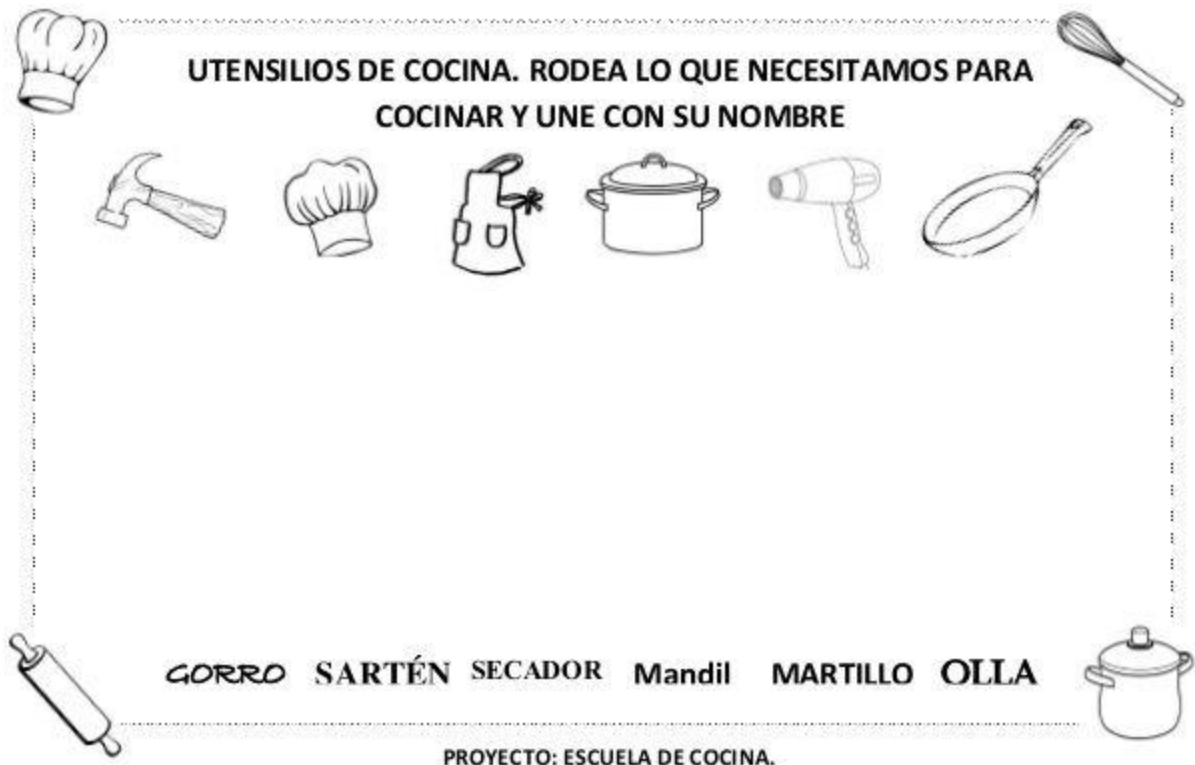 UTENSILIOS DE COCINA. RODEA LO QUE NECESITAMOS PARA
COCINAR Y UNE CON SU NOMBRE
GORRO SARTÉN SECADOR Mandil MARTILLO OLLA
PROYECTO: ESCUELA DE COCINA.